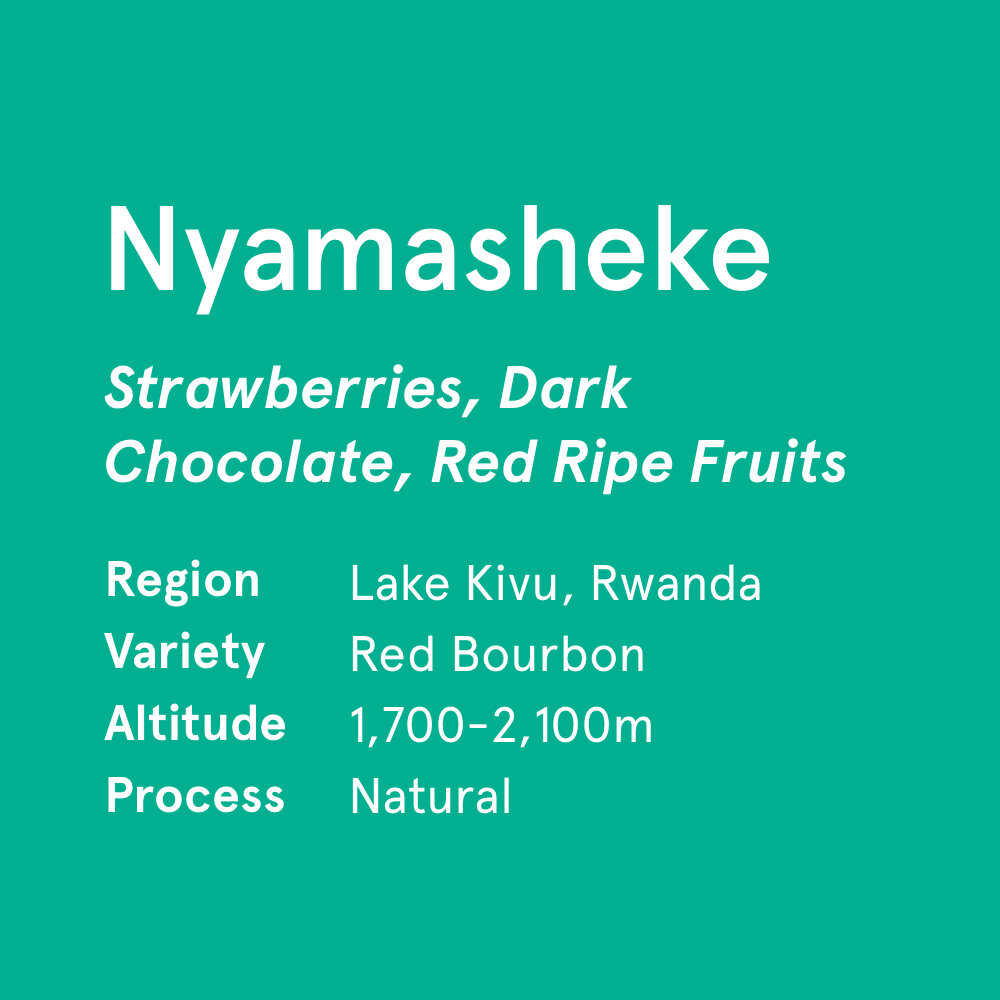 Nyamasheke
Strawberries, Dark
Chocolate, Red Ripe Fruits
Region Lake Kivu, Rwanda
Variety Red Bourbon
Altitude 1,700-2,100m
Process Natural